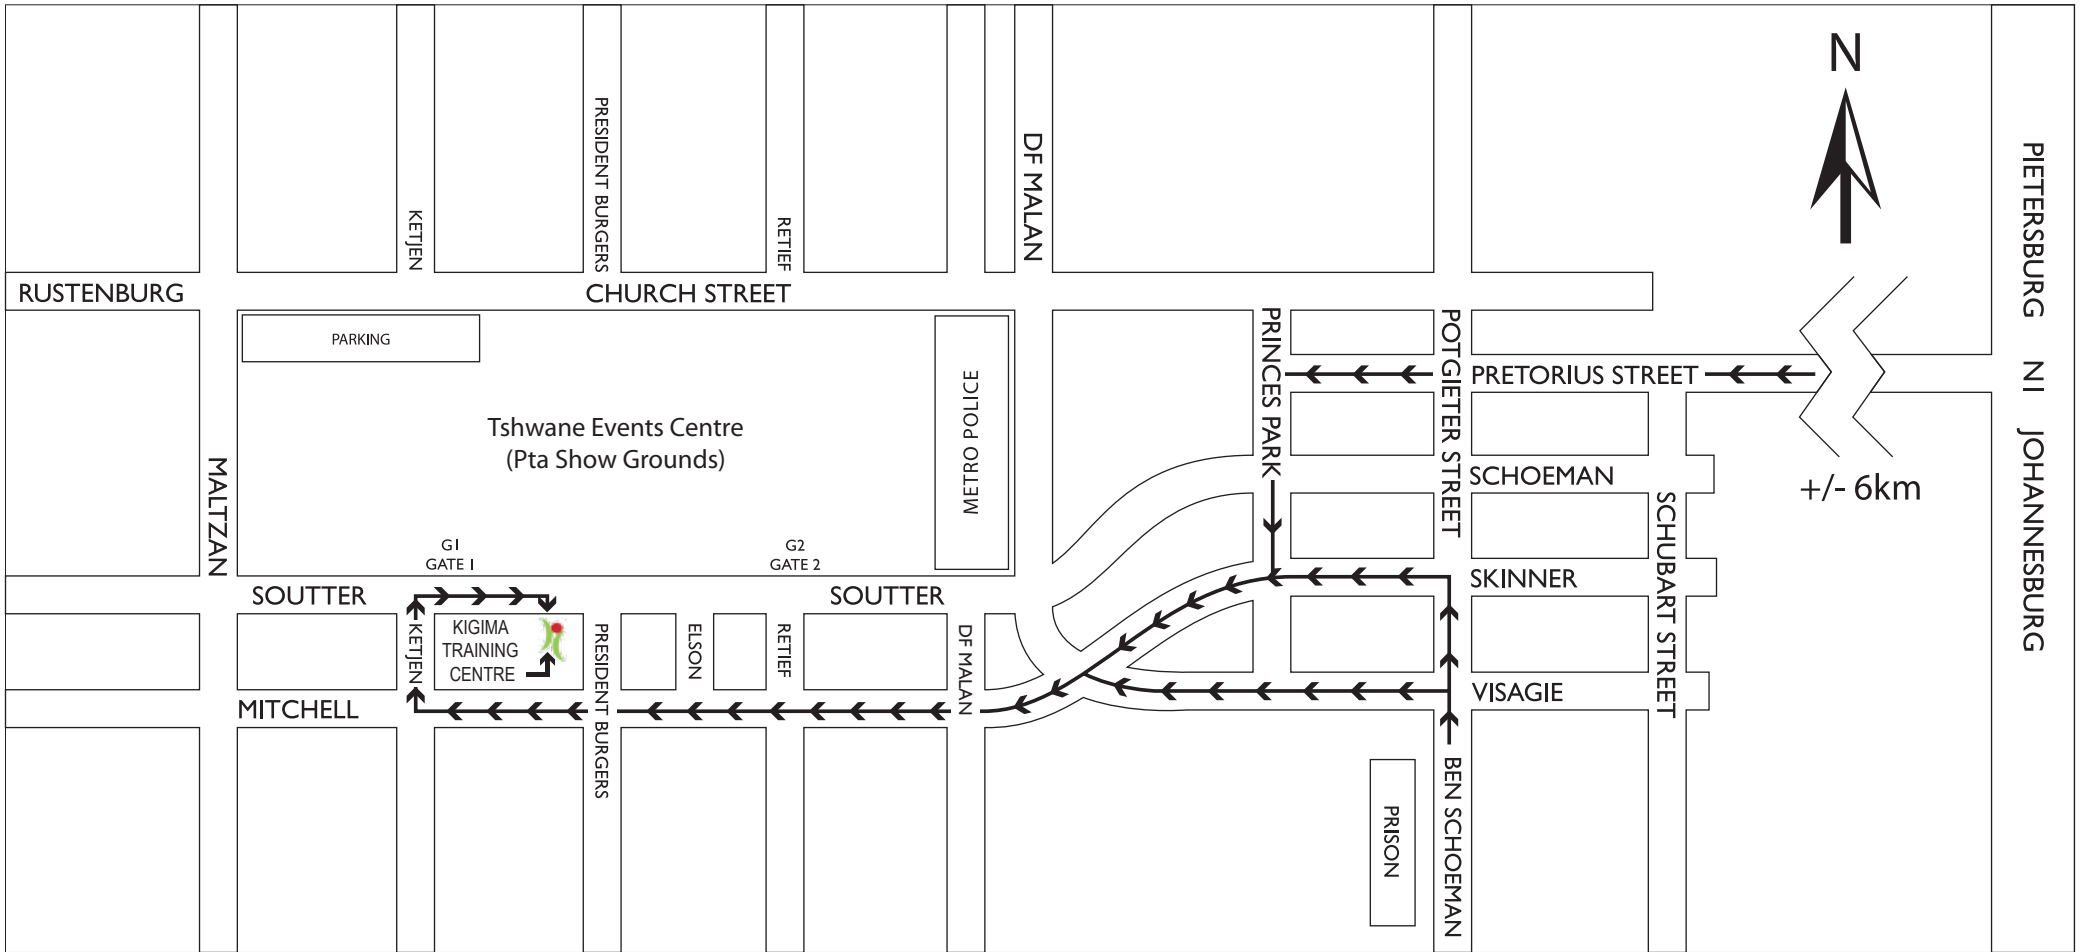 N
PRESIDENT BURGERS
DF MALAN
KETJEN
RETIEF
PIETERSBURG NI JOHANNESBURG
RUSTENBURG
CHURCH STREET
PARKING
PRINCES PARK
POTGIETER STREET
PRETORIUS STREET
METRO POLICE
Tshwane Events Centre
(Pta Show Grounds)
MALTZAN
SCHOEMAN
+/- 6km
SCHUBART STREET
G1
GATE 1
G2
GATE 2
SKINNER
SOUTTER
SOUTTER
KETJEN
KIGIMA
TRAINING
CENTRE
PRESIDENT BURGERS
ELSON
RETIEF
DF MALAN
VISAGIE
MITCHELL
BEN SCHOEMAN
PRISON